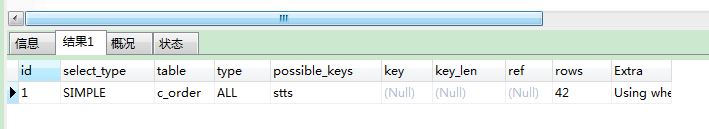 信息 结果1 概况 状态
id select_type table type possible_keys key key_len ref rows Extra
1 SIMPLE c_order ALL stts (Null) (Null) (Null) 42 Using whe